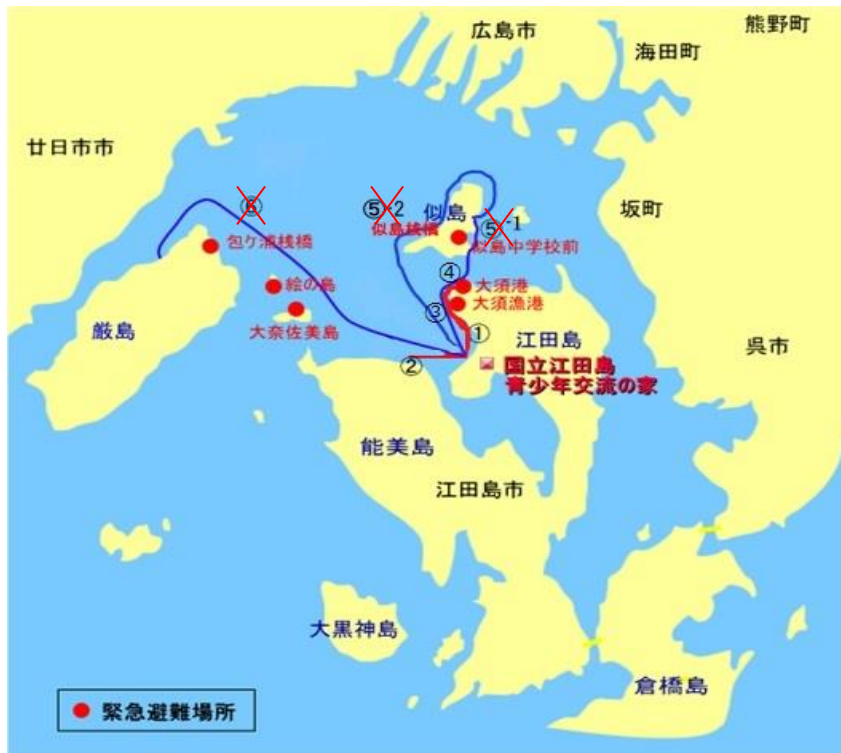 広島市
熊野町
海田町
廿日市市
⑥
⑤-2
似島
⑤-1
坂町
似島桟橋
包ケ浦桟橋
似島中学校前
④
大須港
絵の島
大須漁港
③
大奈佐美島
①
厳島
江田島
呉市
②
国立江田島
青少年交流の家
能美島
江田島市
大黒神島
倉橋島
緊急避難場所